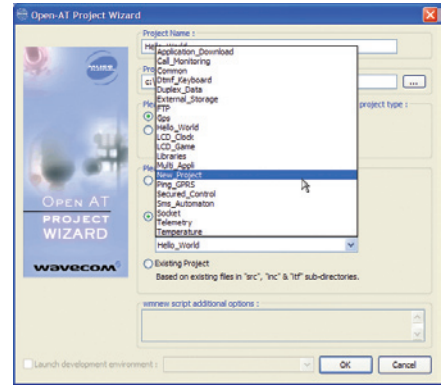 Open-AT Project Wizard
Project Name :
Application_Download
Call_Monitoring
Common
Dtmf_Keyboard
Duplex_Data
External_Storage
FTP
Gps
Hello_World
LCD_Clock
LCD_Game
Libraries
Multi_Appli
New_Project
Ping_GPRS
Secured_Control
Sms_Automaton
Socket
Telemetry
Temperature
...
project type :
Hello_World
Existing Project
Based on existing files in "src", "inc" & "itf" sub-directories.
wmnew script additional options :
OPEN AT
PROJECT
WIZARD
wavecom
Launch development environment :
OK
Cancel